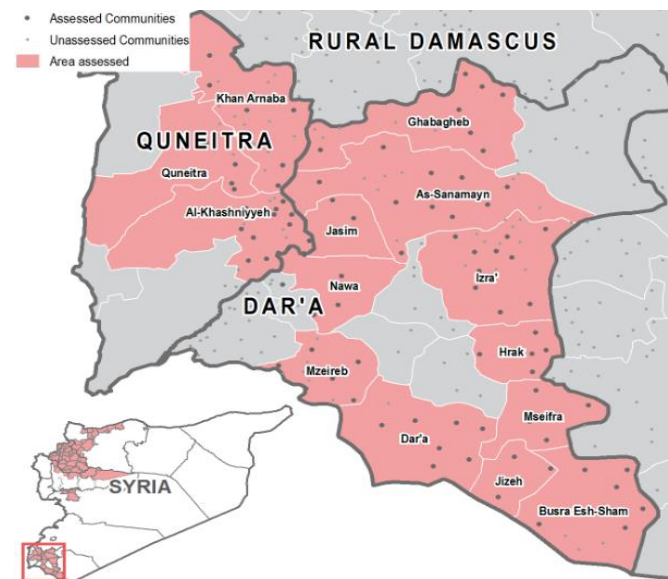 Assessed Communities
Unassessed Communities
Area assessed
RURAL DAMASCUS
Khan Arnaba
Ghabagheb
QUNEITRA
Quneitra
As-Sanamayn
Al-Khashniyyeh
Jasim
Izra'
Nawa
DAR'A
Hrak
Mzeireb
Mseifra
Dar'a
Jizeh
Busra Esh-Sham
SYRIA